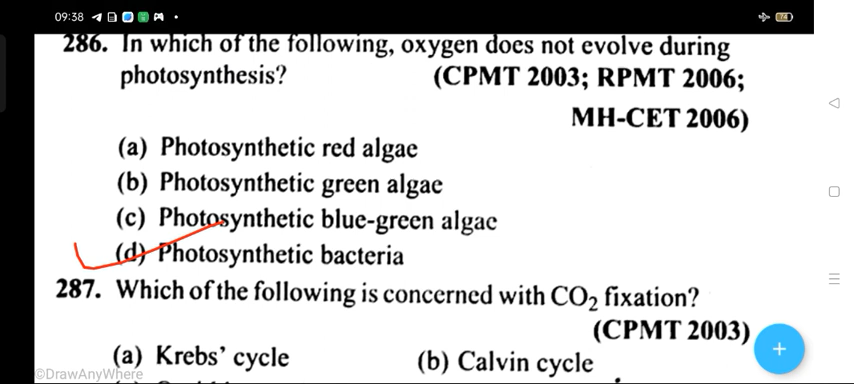 09:38
74
286. In which of the following, oxygen does not evolve during
photosynthesis? (CPMT 2003; RPMT 2006;
MH-CET 2006)
(a) Photosynthetic red algae
(b) Photosynthetic green algae
(c) Photosynthetic blue-green algae
(d) Photosynthetic bacteria
287. Which of the following is concerned with CO₂ fixation?
(CPMT 2003)
(a) Krebs' cycle (b) Calvin cycle
©DrawAnyWhere